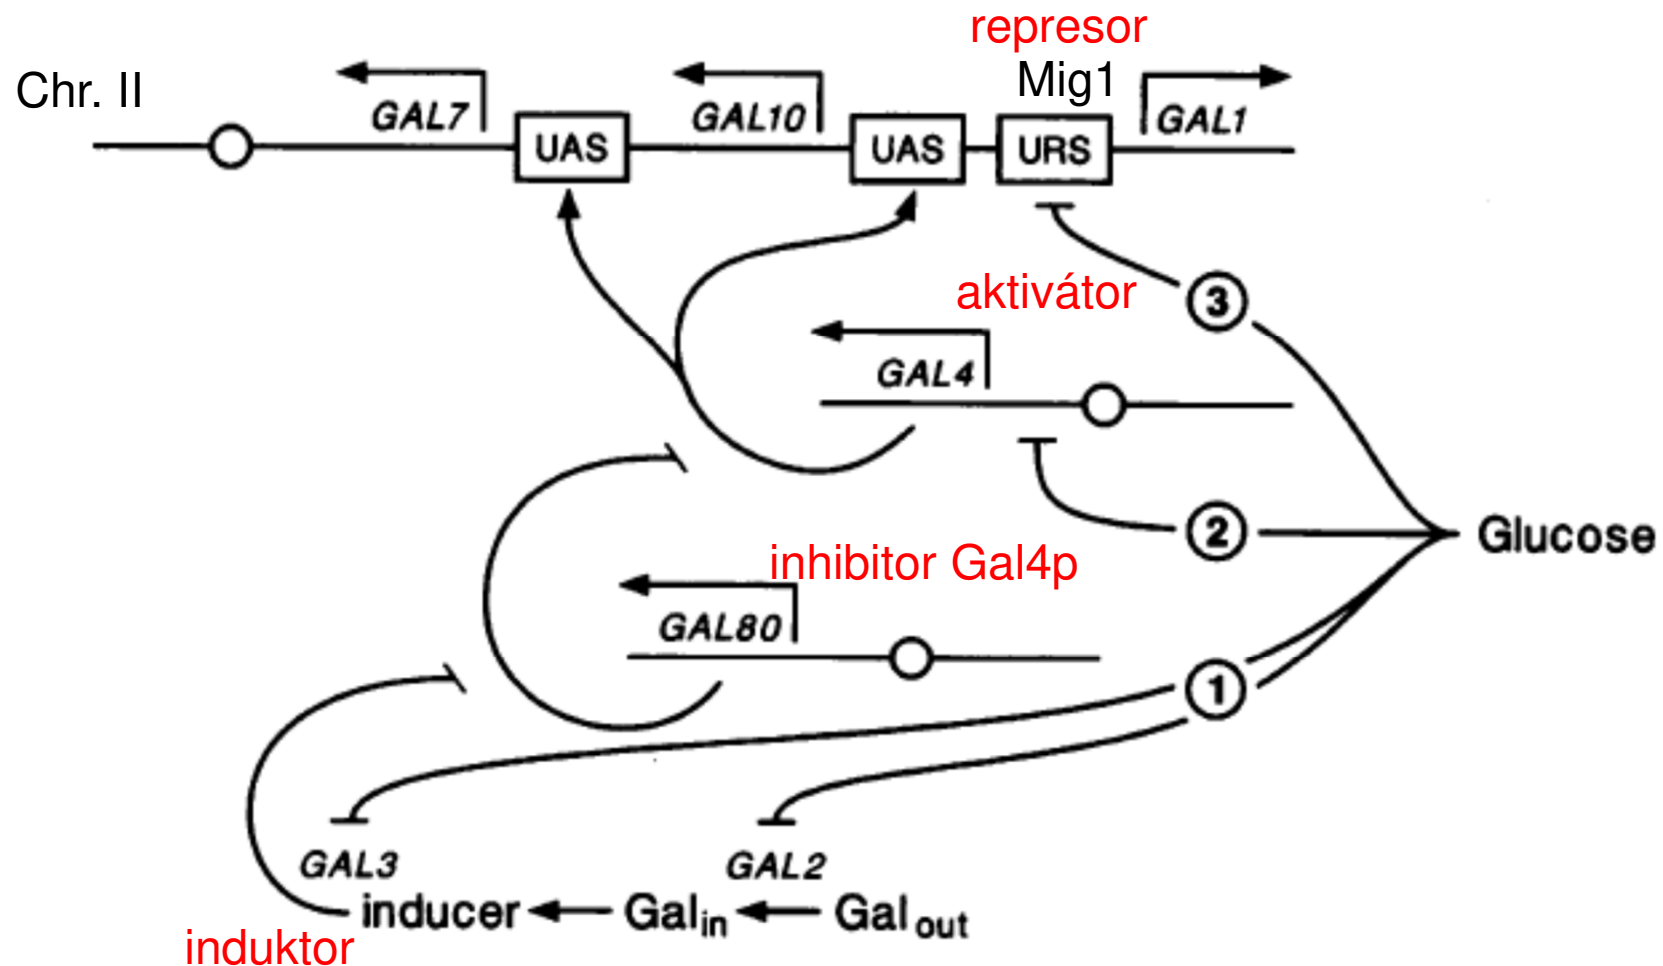 represor
Chr. II
Mig1
GAL7
GAL10
GAL1
UAS
UAS
URS
aktivátor
3
GAL4
2
Glucose
inhibitor Gal4p
GAL80
1
GAL3
GAL2
inducer
Galin
Galout
induktor